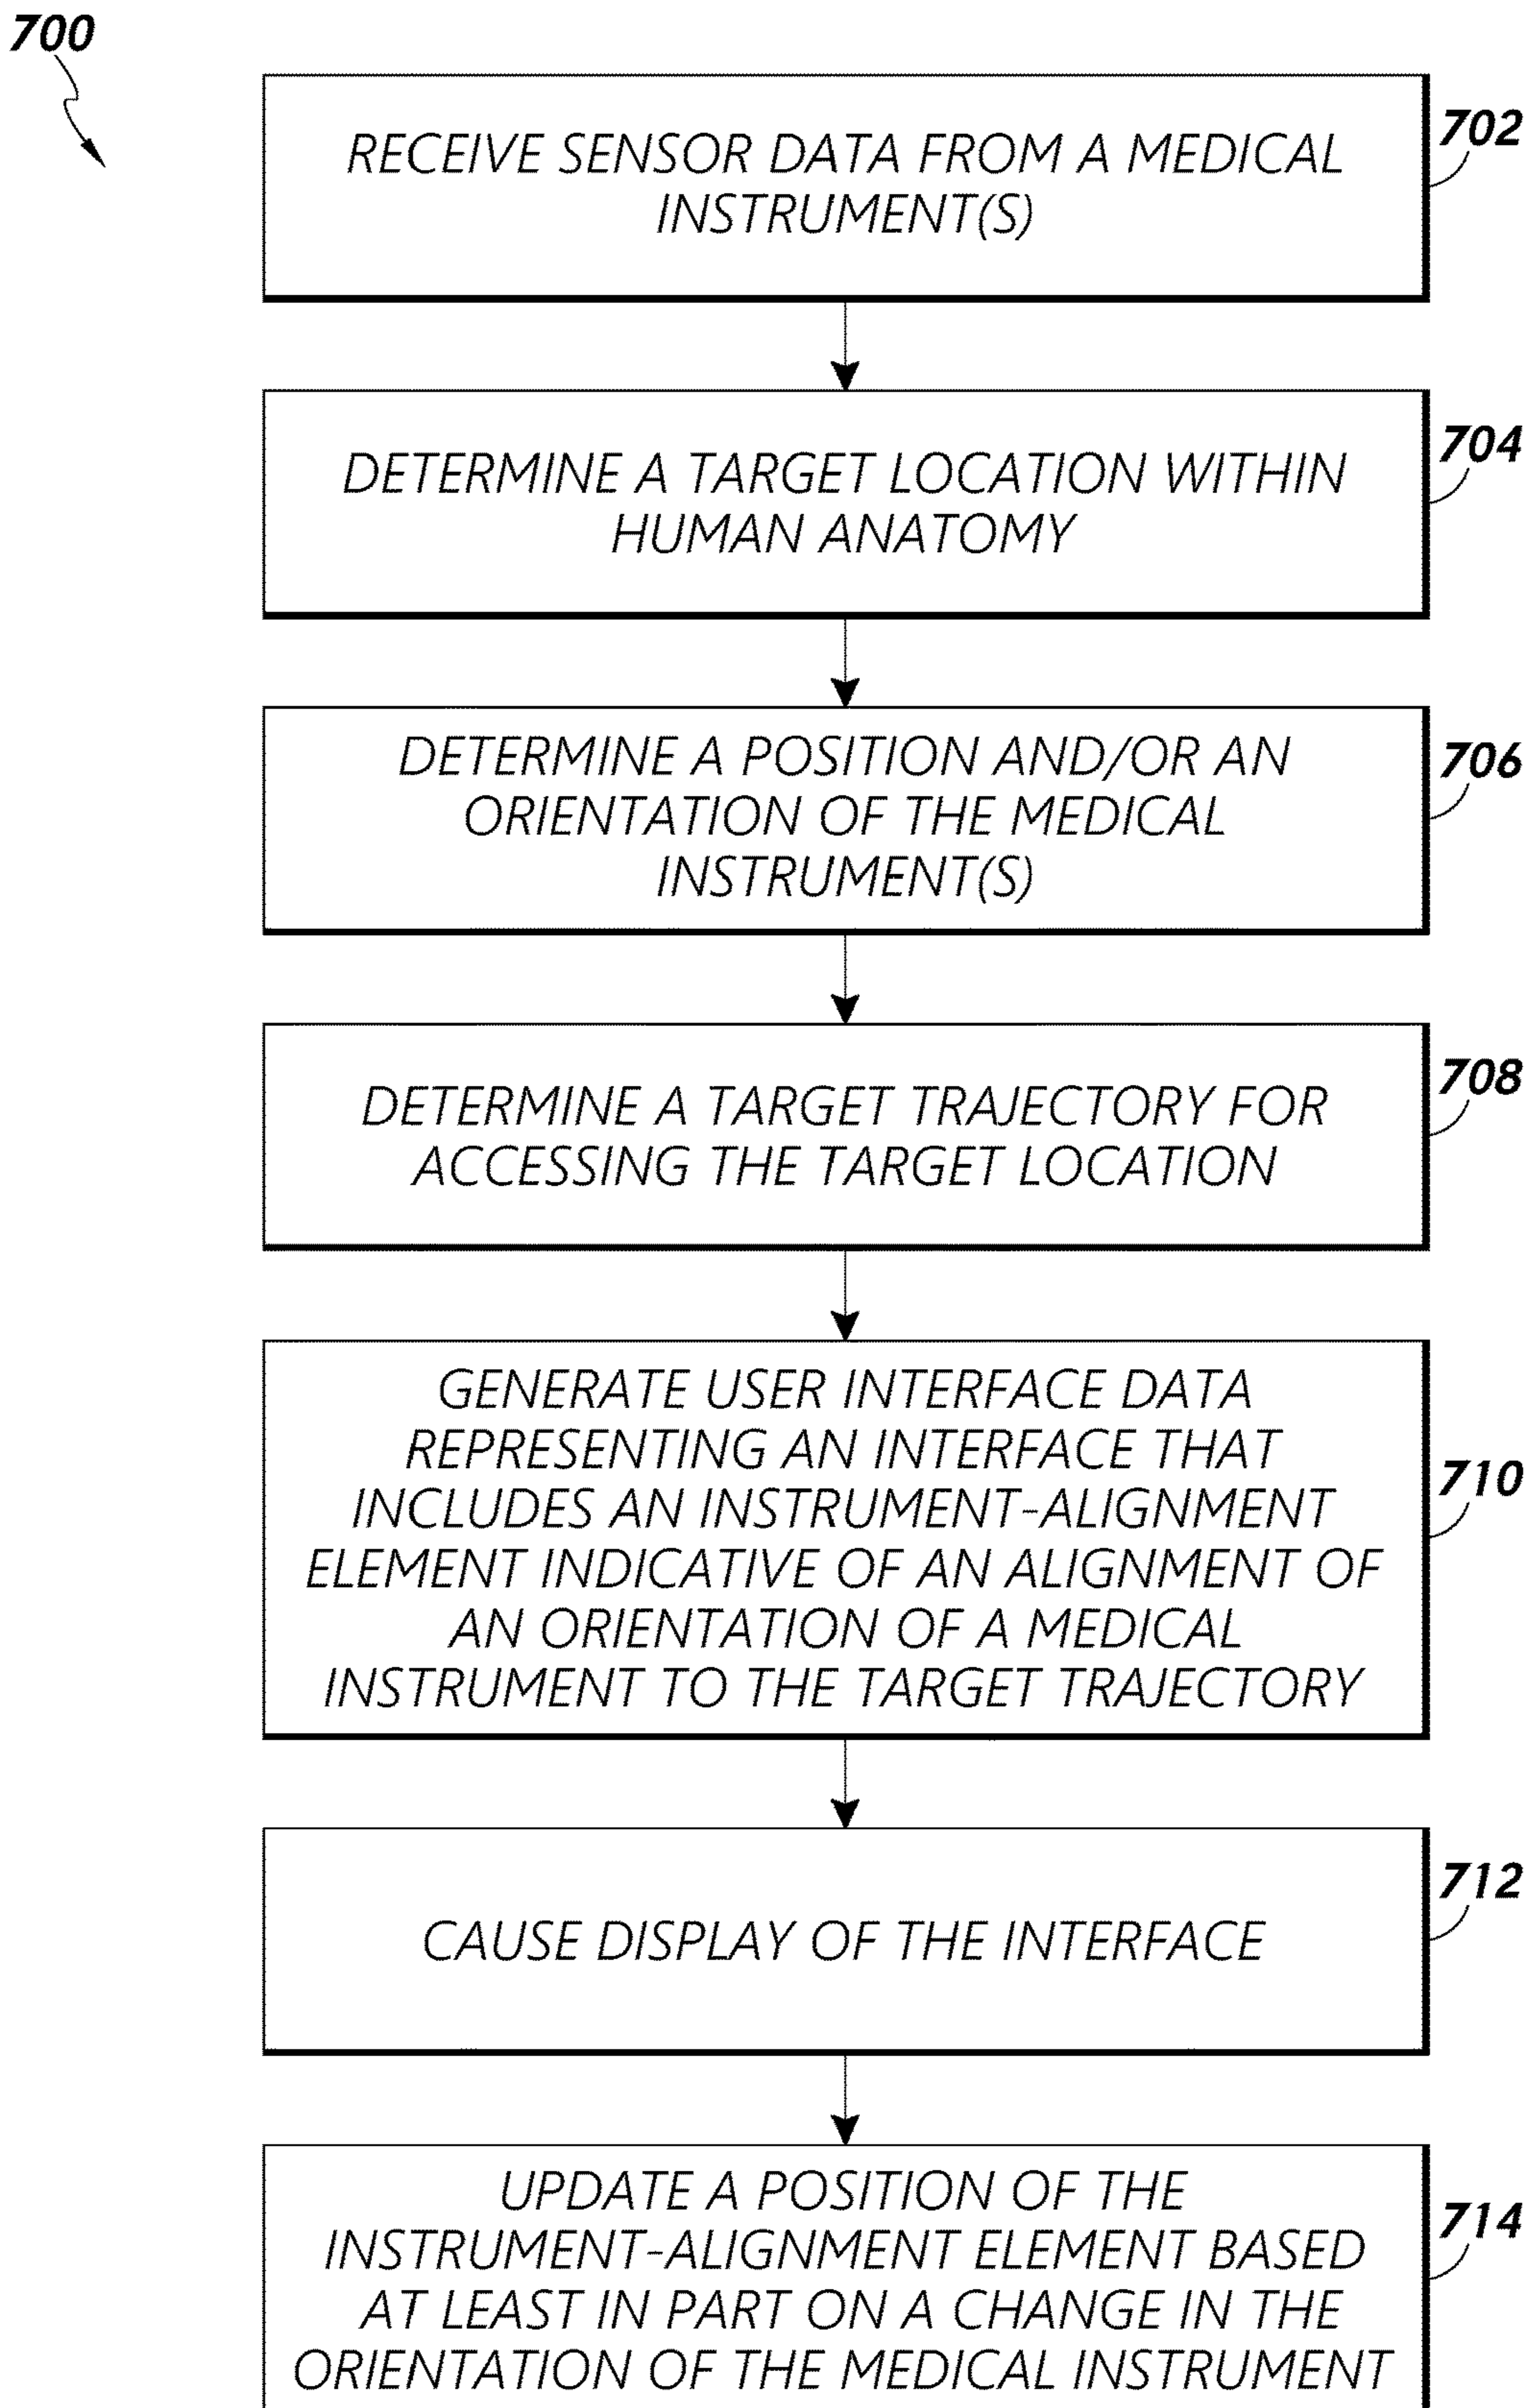 700
RECEIVE SENSOR DATA FROM A MEDICAL
INSTRUMENT(S)
702
DETERMINE A TARGET LOCATION WITHIN
HUMAN ANATOMY
704
DETERMINE A POSITION AND/OR AN
ORIENTATION OF THE MEDICAL
INSTRUMENT(S)
706
DETERMINE A TARGET TRAJECTORY FOR
ACCESSING THE TARGET LOCATION
708
GENERATE USER INTERFACE DATA
REPRESENTING AN INTERFACE THAT
INCLUDES AN INSTRUMENT-ALIGNMENT
ELEMENT INDICATIVE OF AN ALIGNMENT OF
AN ORIENTATION OF A MEDICAL
INSTRUMENT TO THE TARGET TRAJECTORY
710
CAUSE DISPLAY OF THE INTERFACE
712
UPDATE A POSITION OF THE
INSTRUMENT-ALIGNMENT ELEMENT BASED
AT LEAST IN PART ON A CHANGE IN THE
ORIENTATION OF THE MEDICAL INSTRUMENT
714